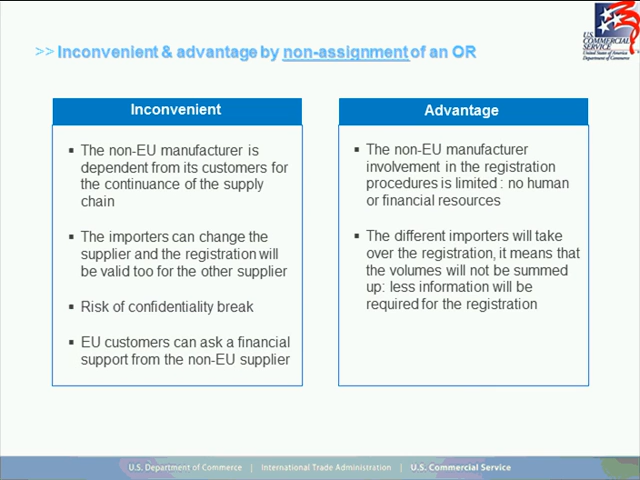 U.S.
COMMERCIAL
SERVICE
United States of America
Department of Commerce
>> Inconvenient & advantage by non-assignment of an OR
Inconvenient
▪ The non-EU manufacturer is
dependent from its customers for
the continuance of the supply
chain
▪ The importers can change the
supplier and the registration will
be valid too for the other supplier
▪ Risk of confidentiality break
▪ EU customers can ask a financial
support from the non-EU supplier
Advantage
▪ The non-EU manufacturer
involvement in the registration
procedures is limited : no human
or financial resources
▪ The different importers will take
over the registration, it means that
the volumes will not be summed
up: less information will be
required for the registration
U.S. Department of Commerce | International Trade Administration | U.S. Commercial Service